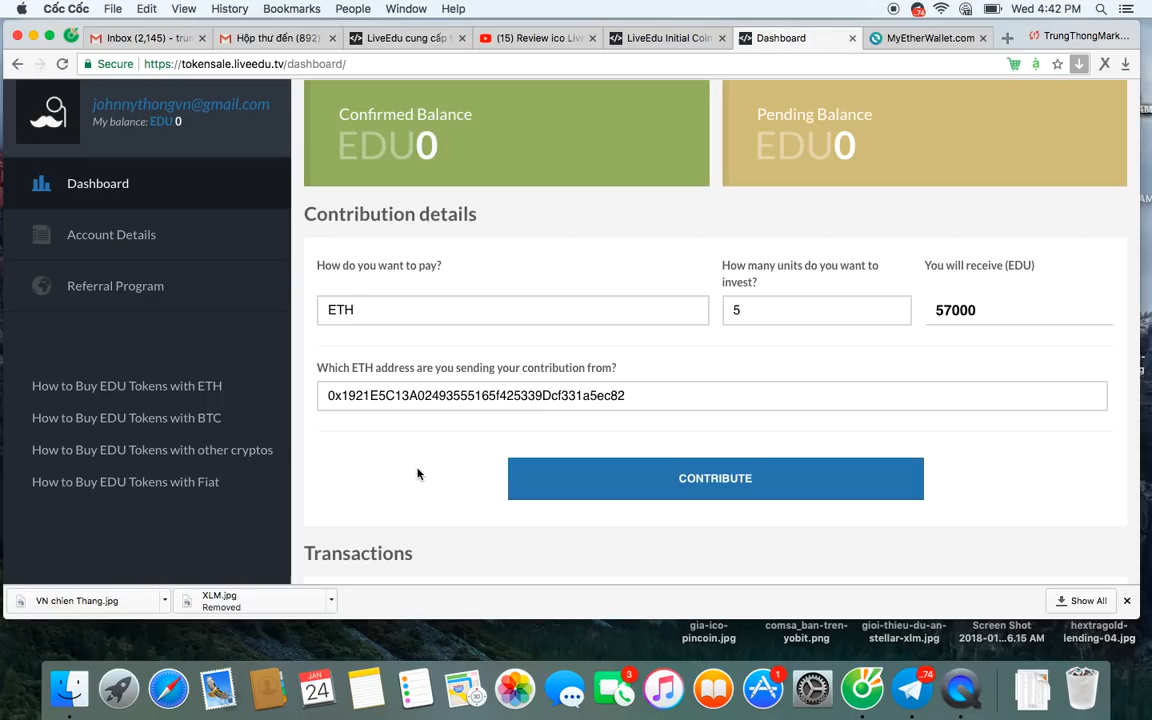 Cốc Cốc File Edit View History Bookmarks People Window Help
Wed 4:42 PM
Inbox (2,145) - trun
Hộp thư đến (892)
LiveEdu cung cấp t
(15) Review ico Live
LiveEdu Initial Coin
Dashboard
MyEtherWallet.com
TrungThongMark...
Secure https://tokensale.liveedu.tv/dashboard/
johnnythongvn@gmail.com
My balance: EDU 0
Dashboard
Account Details
Referral Program
How to Buy EDU Tokens with ETH
How to Buy EDU Tokens with BTC
How to Buy EDU Tokens with other cryptos
How to Buy EDU Tokens with Fiat
Confirmed Balance
EDU0
Pending Balance
EDU0
Contribution details
How do you want to pay?
ETH
How many units do you want to
invest?
5
You will receive (EDU)
57000
Which ETH address are you sending your contribution from?
0x1921E5C13A02493555165f425339Dcf331a5ec82
CONTRIBUTE
Transactions
VN chien Thang.jpg
XLM.jpg
Removed
Show All
gia-ico-
pincoin.jpg
comsa_ban-tren-
yobit.png
gioi-thieu-du-an-
stellar-xlm.jpg
Screen Shot
2018-01...6.15 AM
hextragold-
lending-04.jpg
JAN
24
3
1
74